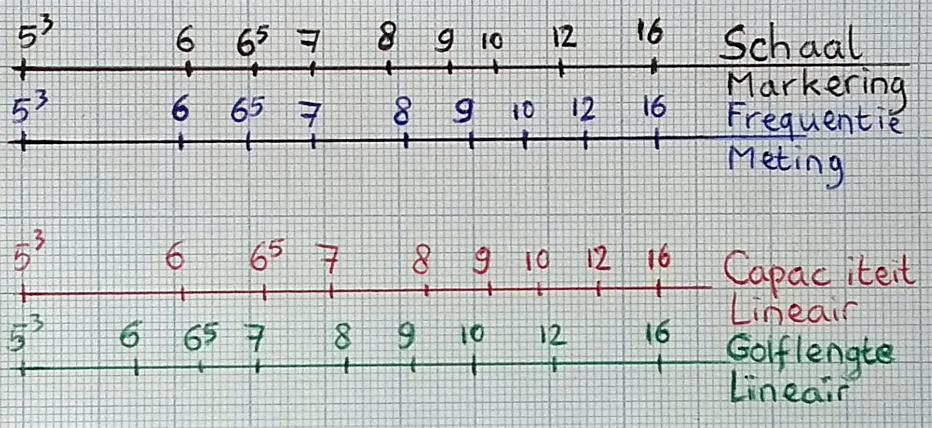 5³ 6 6⁵ 7 8 9 10 12 16 Schaal
Markering
5³ 6 6⁵ 7 8 9 10 12 16 Frequentie
Meting
5³ 6 6⁵ 7 8 9 10 12 16 Capaciteit
Lineair
5³ 6 6⁵ 7 8 9 10 12 16 Golflengte
Lineair